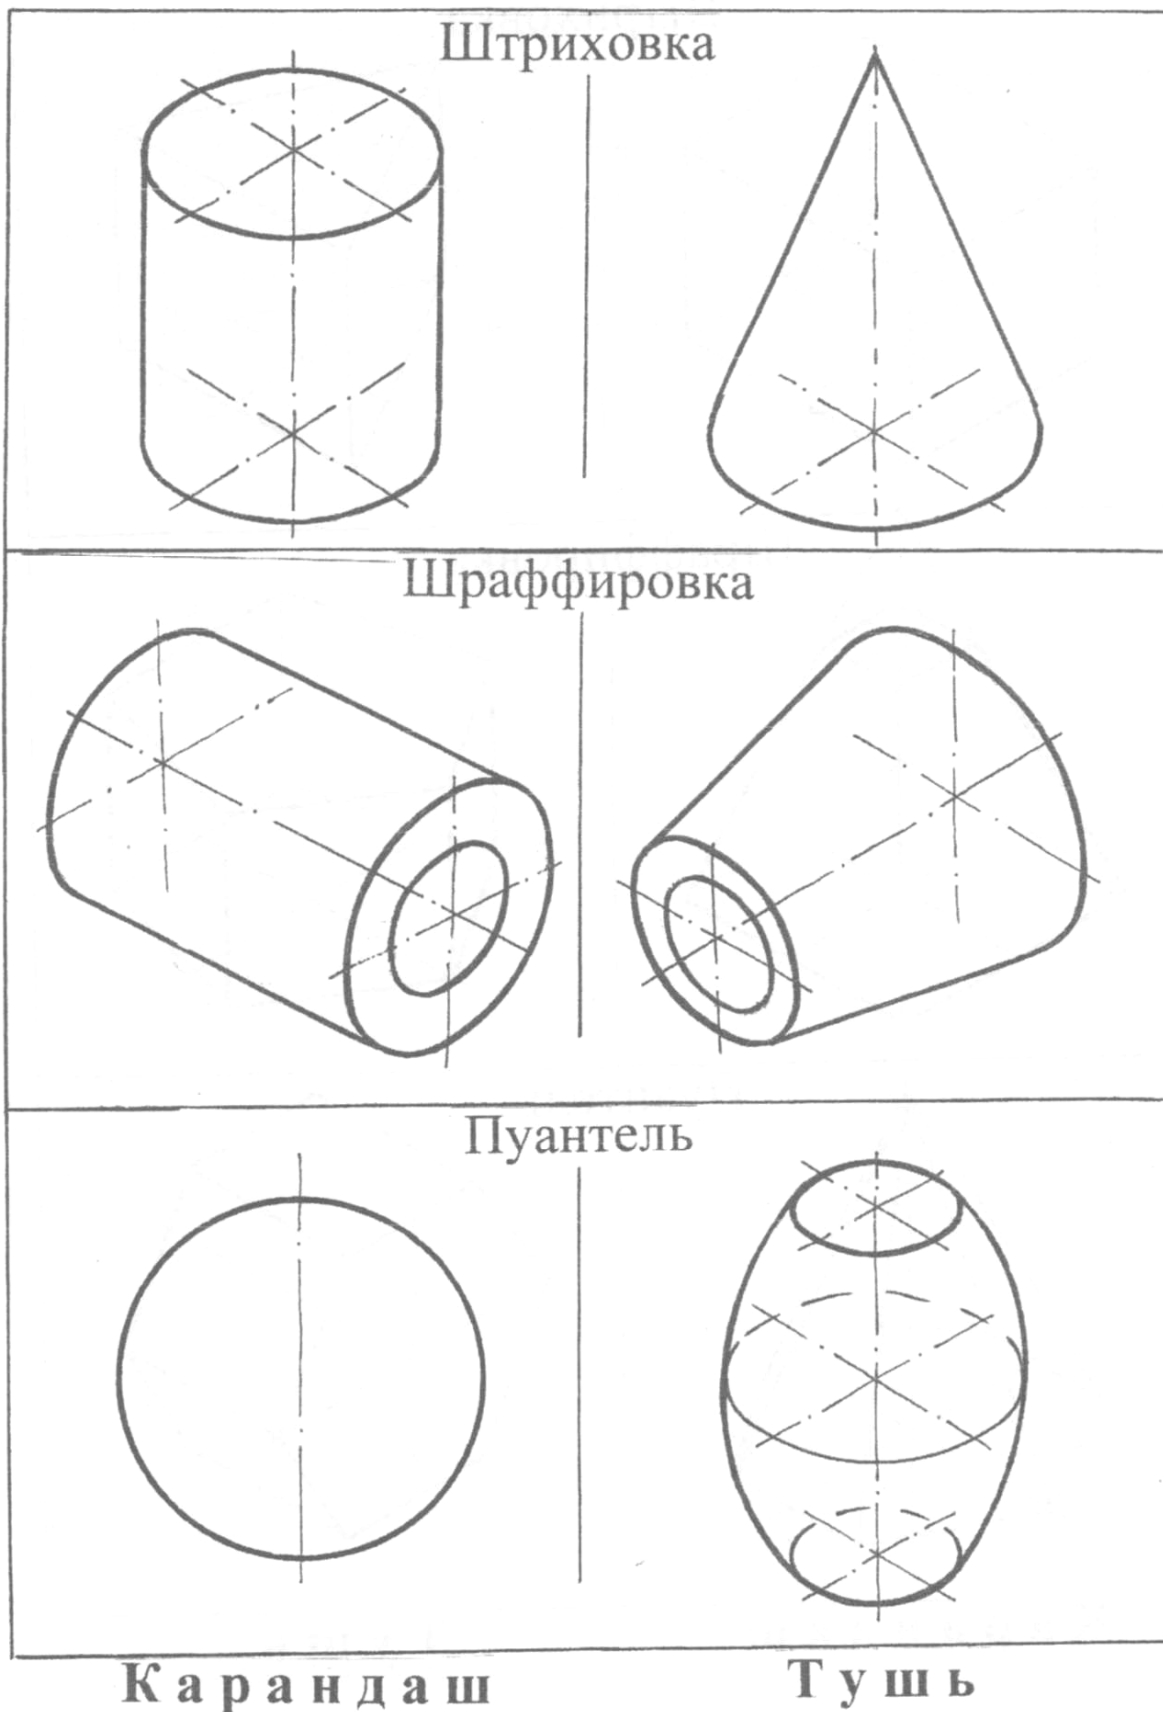 Штриховка
Шраффировка
Пуантель
Карандаш
Тушь